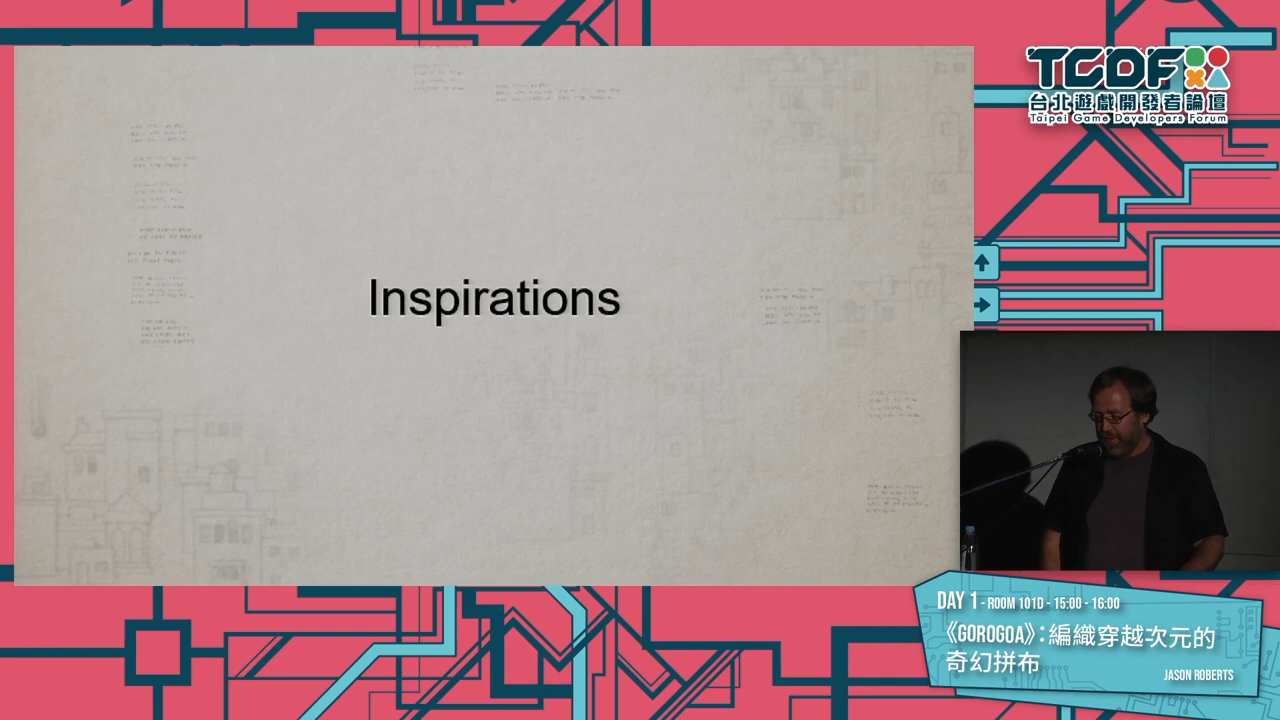 TGDF
台北遊戲開發者論壇
Taipei Game Developers Forum
Inspirations
DAY 1 - ROOM 101D - 15:00 - 16:00
《GOROGOA》：編織穿越次元的
奇幻拼布
JASON ROBERTS